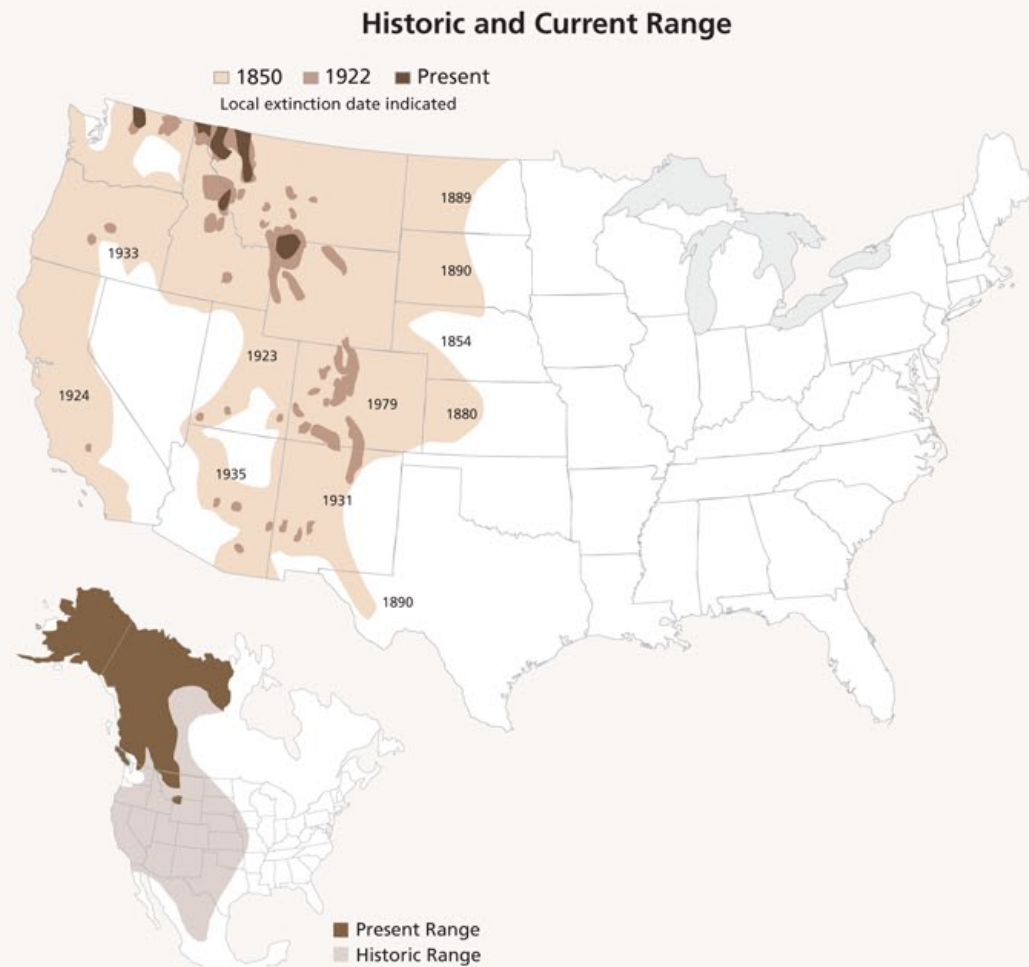 Historic and Current Range
1850 1922 Present
Local extinction date indicated
1889
1933
1890
1854
1923
1924
1979
1880
1935
1931
1890
Present Range
Historic Range